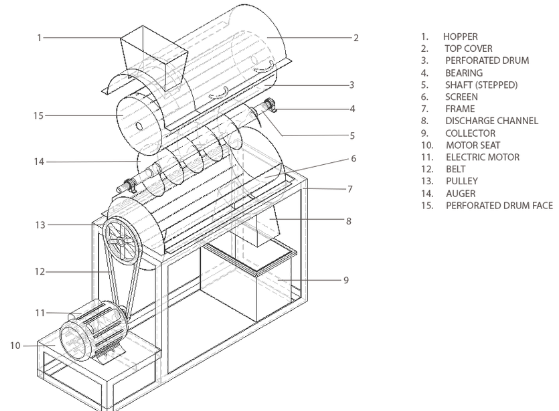 1
2
3
15
4
5
14
6
7
13
8
12
9
11
10
1. HOPPER
2. TOP COVER
3. PERFORATED DRUM
4. BEARING
5. SHAFT (STEPPED)
6. SCREEN
7. FRAME
8. DISCHARGE CHANNEL
9. COLLECTOR
10. MOTOR SEAT
11. ELECTRIC MOTOR
12. BELT
13. PULLEY
14. AUGER
15. PERFORATED DRUM FACE